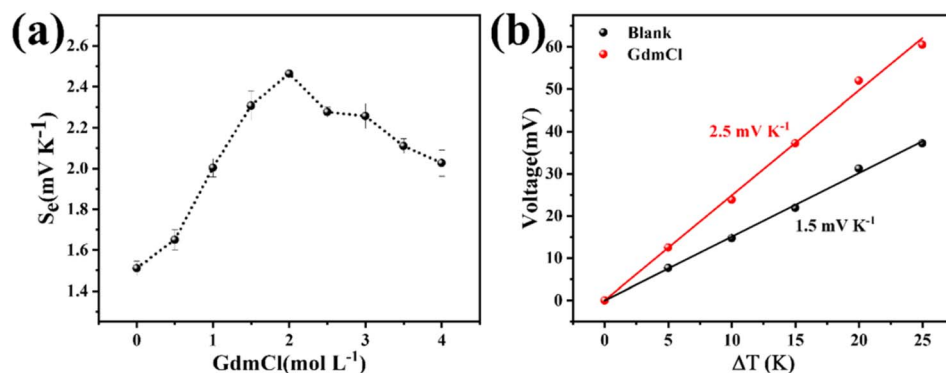 (a)
Se(mV K-1)
2.6
2.4
2.2
2.0
1.8
1.6
1.4
0 1 2 3 4
GdmCl(mol L-1)
(b)
Voltage(mV)
60
50
40
30
20
10
0
Blank
GdmCl
2.5 mV K-1
1.5 mV K-1
0 5 10 15 20 25
ΔT (K)